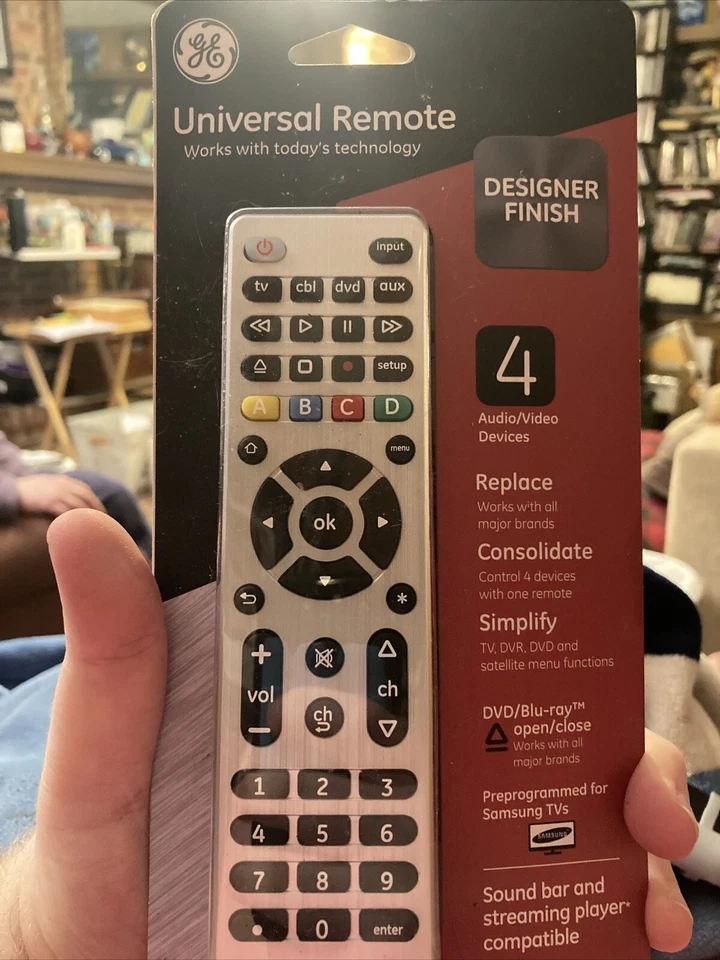 GE
Universal Remote
Works with today's technology
DESIGNER
FINISH
input
tv cbl dvd aux
setup
A B C D
menu
ok
*
+
vol
−
ch
ch
1 2 3
4 5 6
7 8 9
• 0 enter
4
Audio/Video
Devices
Replace
Works with all
major brands
Consolidate
Control 4 devices
with one remote
Simplify
TV, DVR, DVD and
satellite menu functions
DVD/Blu-ray™
open/close
Works with all
major brands
Preprogrammed for
Samsung TVs
SAMSUNG
Sound bar and
streaming player*
compatible